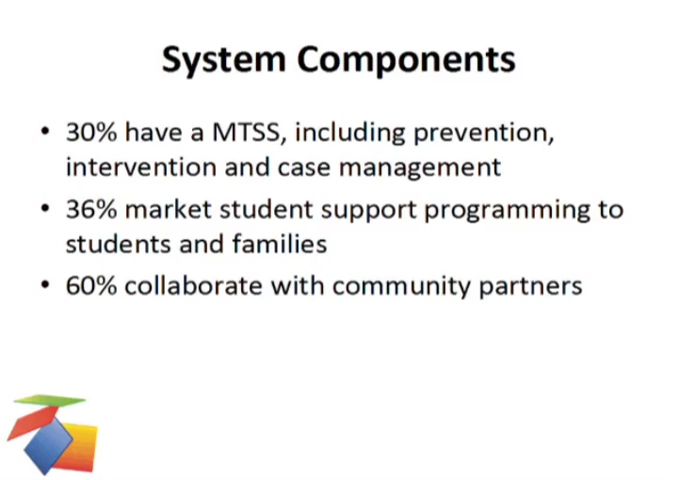 System Components
• 30% have a MTSS, including prevention,
intervention and case management
• 36% market student support programming to
students and families
• 60% collaborate with community partners